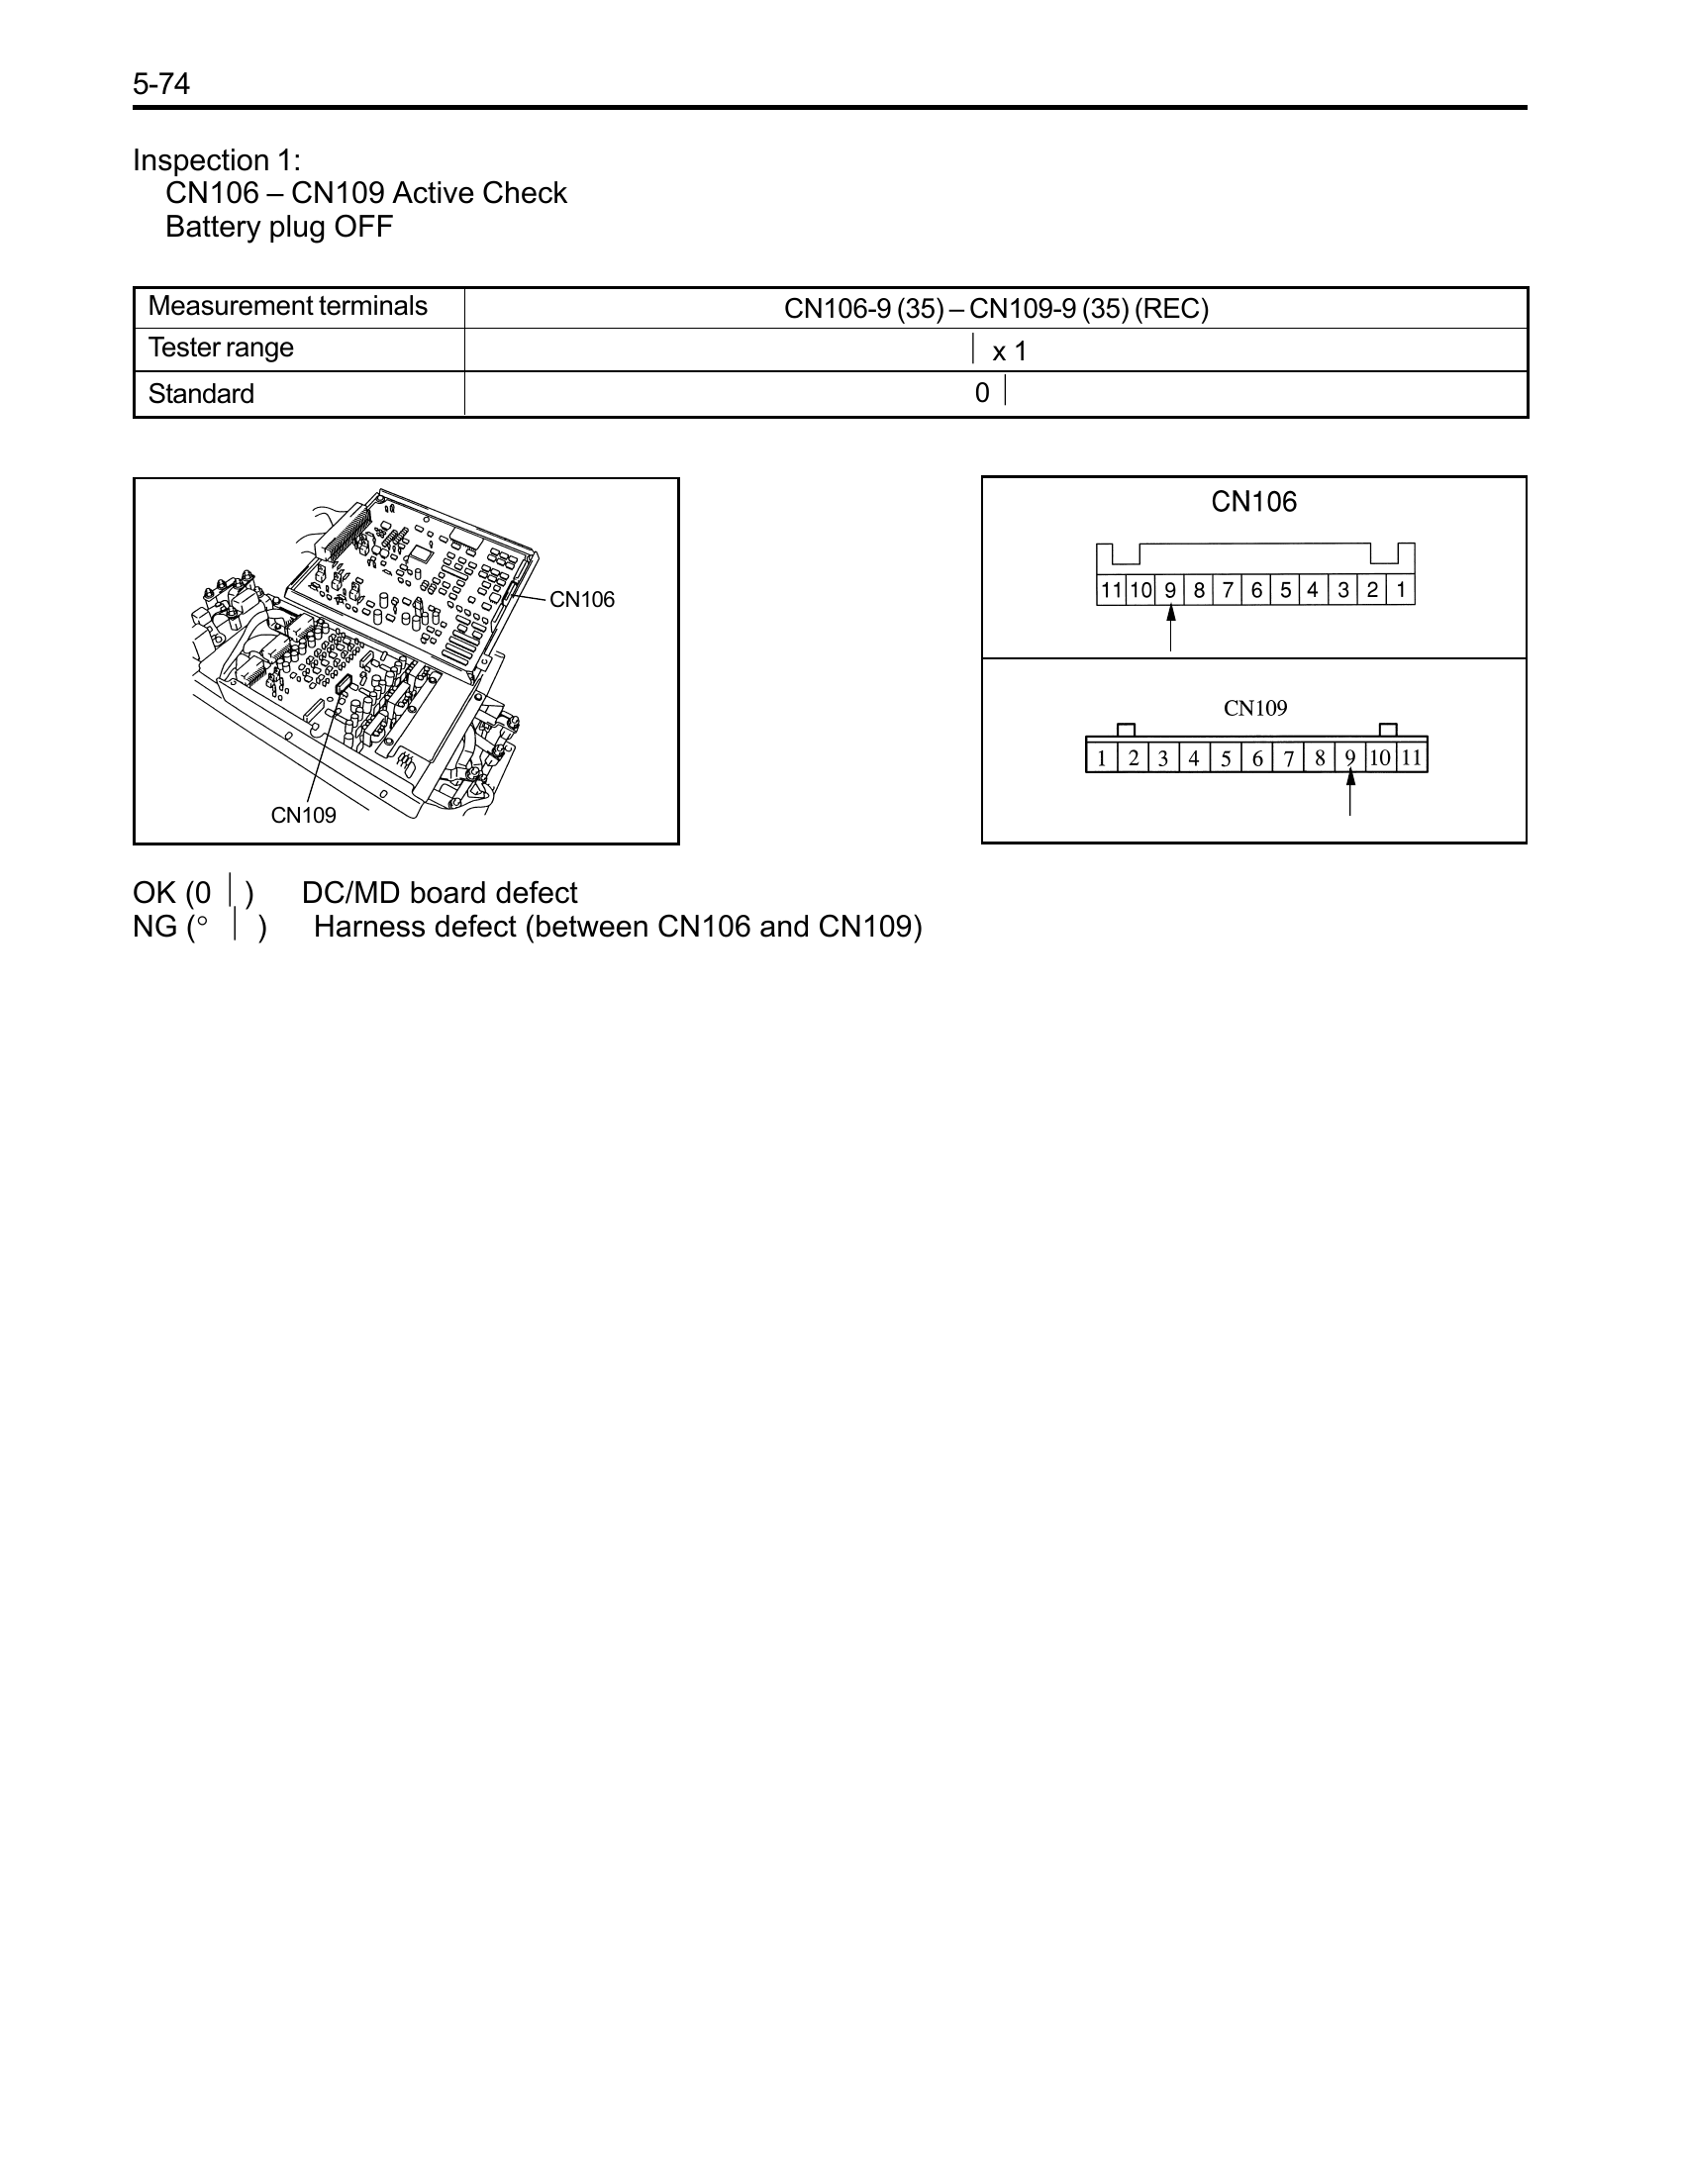 5-74
Inspection 1:
CN106 – CN109 Active Check
Battery plug OFF
Measurement terminals CN106-9 (35) – CN109-9 (35) (REC)
Tester range | x 1
Standard 0 |
CN106
CN109
CN106
11 10 9 8 7 6 5 4 3 2 1
CN109
1 2 3 4 5 6 7 8 9 10 11
OK (0 | ) DC/MD board defect
NG (° | ) Harness defect (between CN106 and CN109)